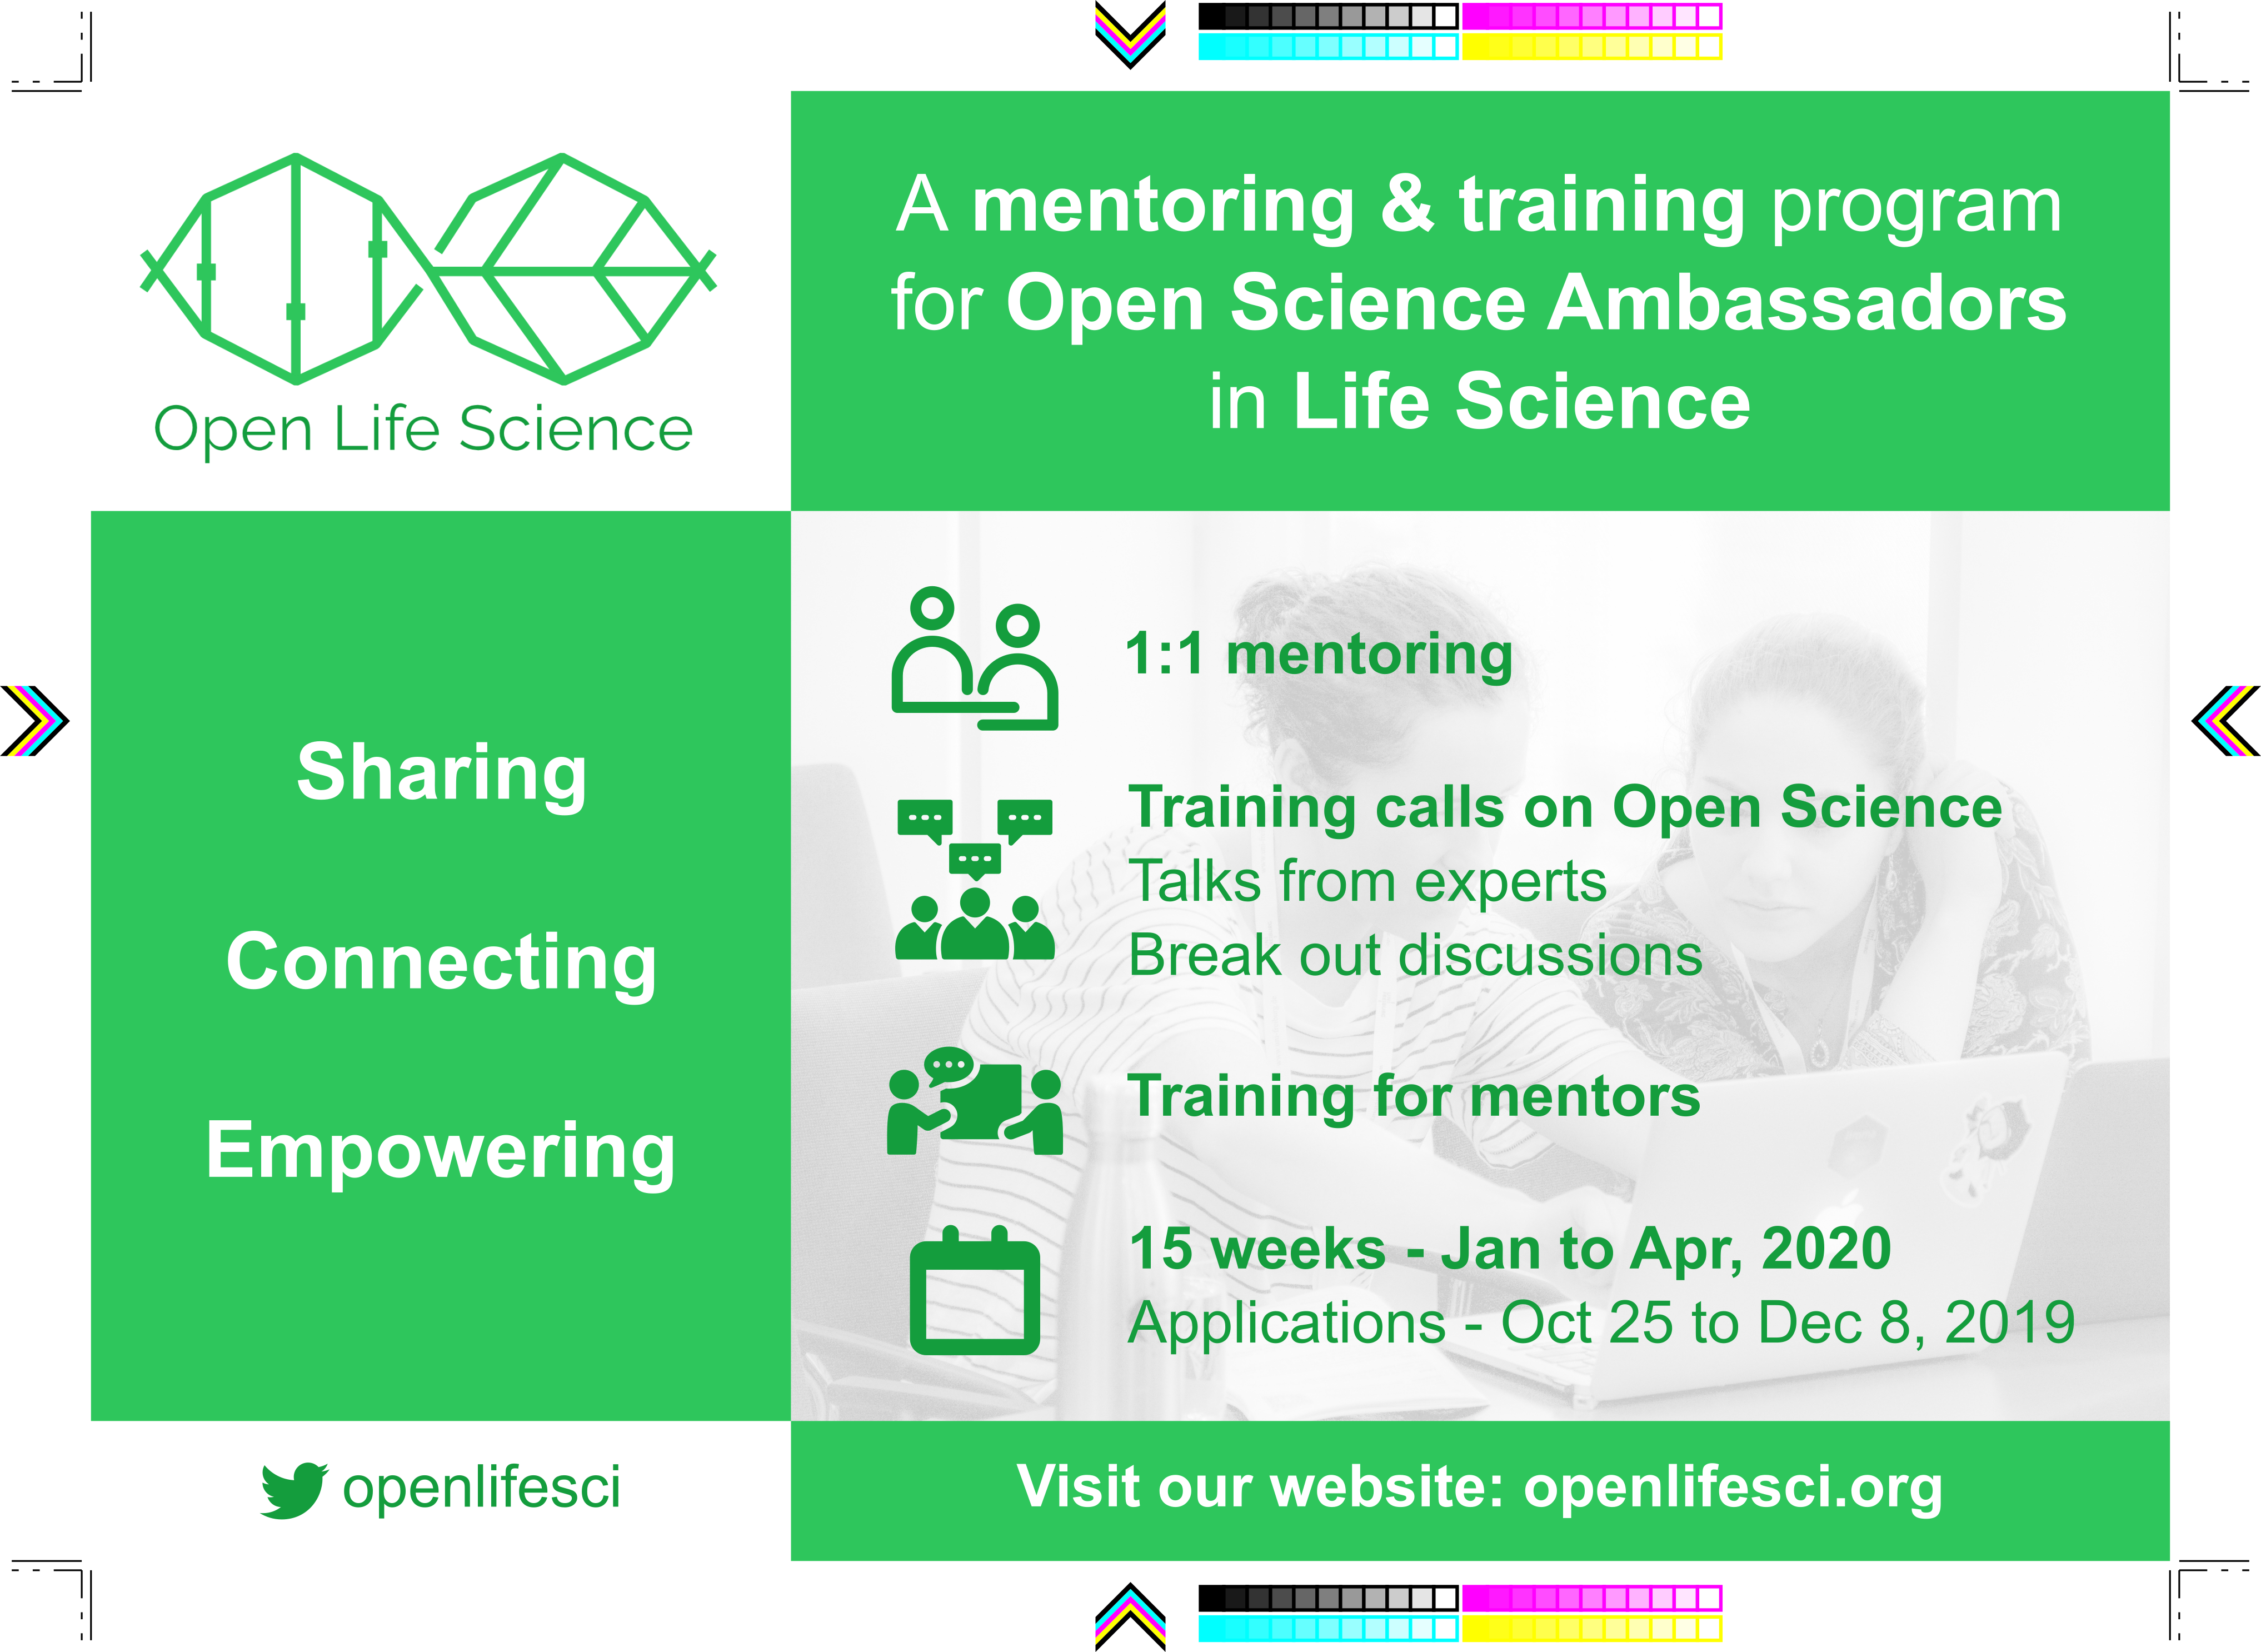 Open Life Science
A mentoring & training program
for Open Science Ambassadors
in Life Science
Sharing
Connecting
Empowering
1:1 mentoring
Training calls on Open Science
Talks from experts
Break out discussions
Training for mentors
15 weeks - Jan to Apr, 2020
Applications - Oct 25 to Dec 8, 2019
openlifesci
Visit our website: openlifesci.org